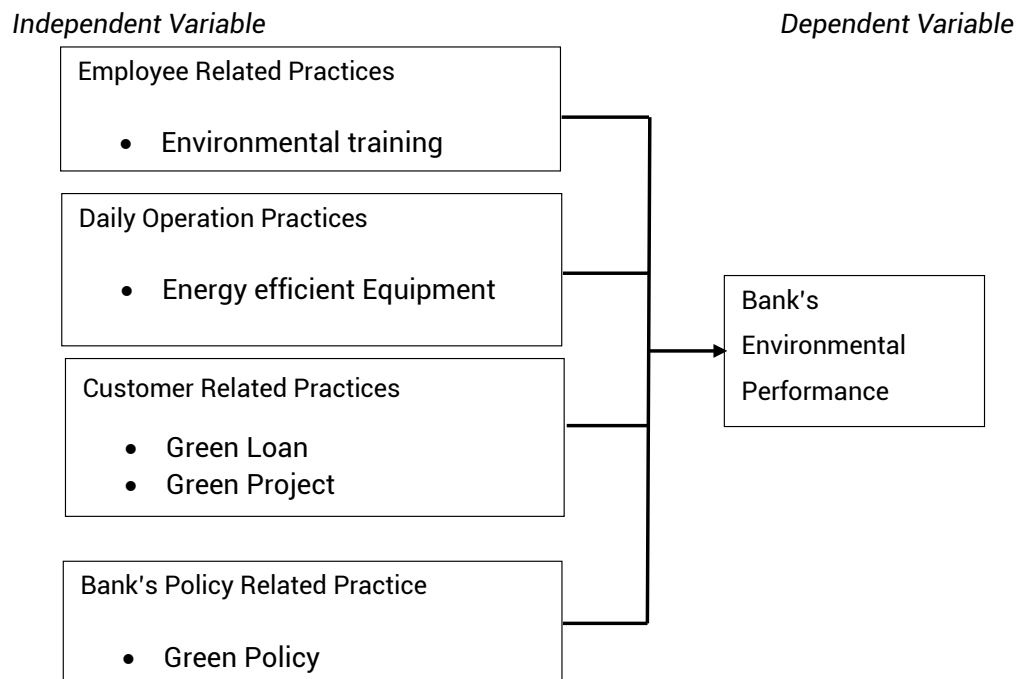 Independent Variable
Dependent Variable
Employee Related Practices
• Environmental training
Daily Operation Practices
• Energy efficient Equipment
Customer Related Practices
• Green Loan
• Green Project
Bank's Policy Related Practice
• Green Policy
Bank's
Environmental
Performance